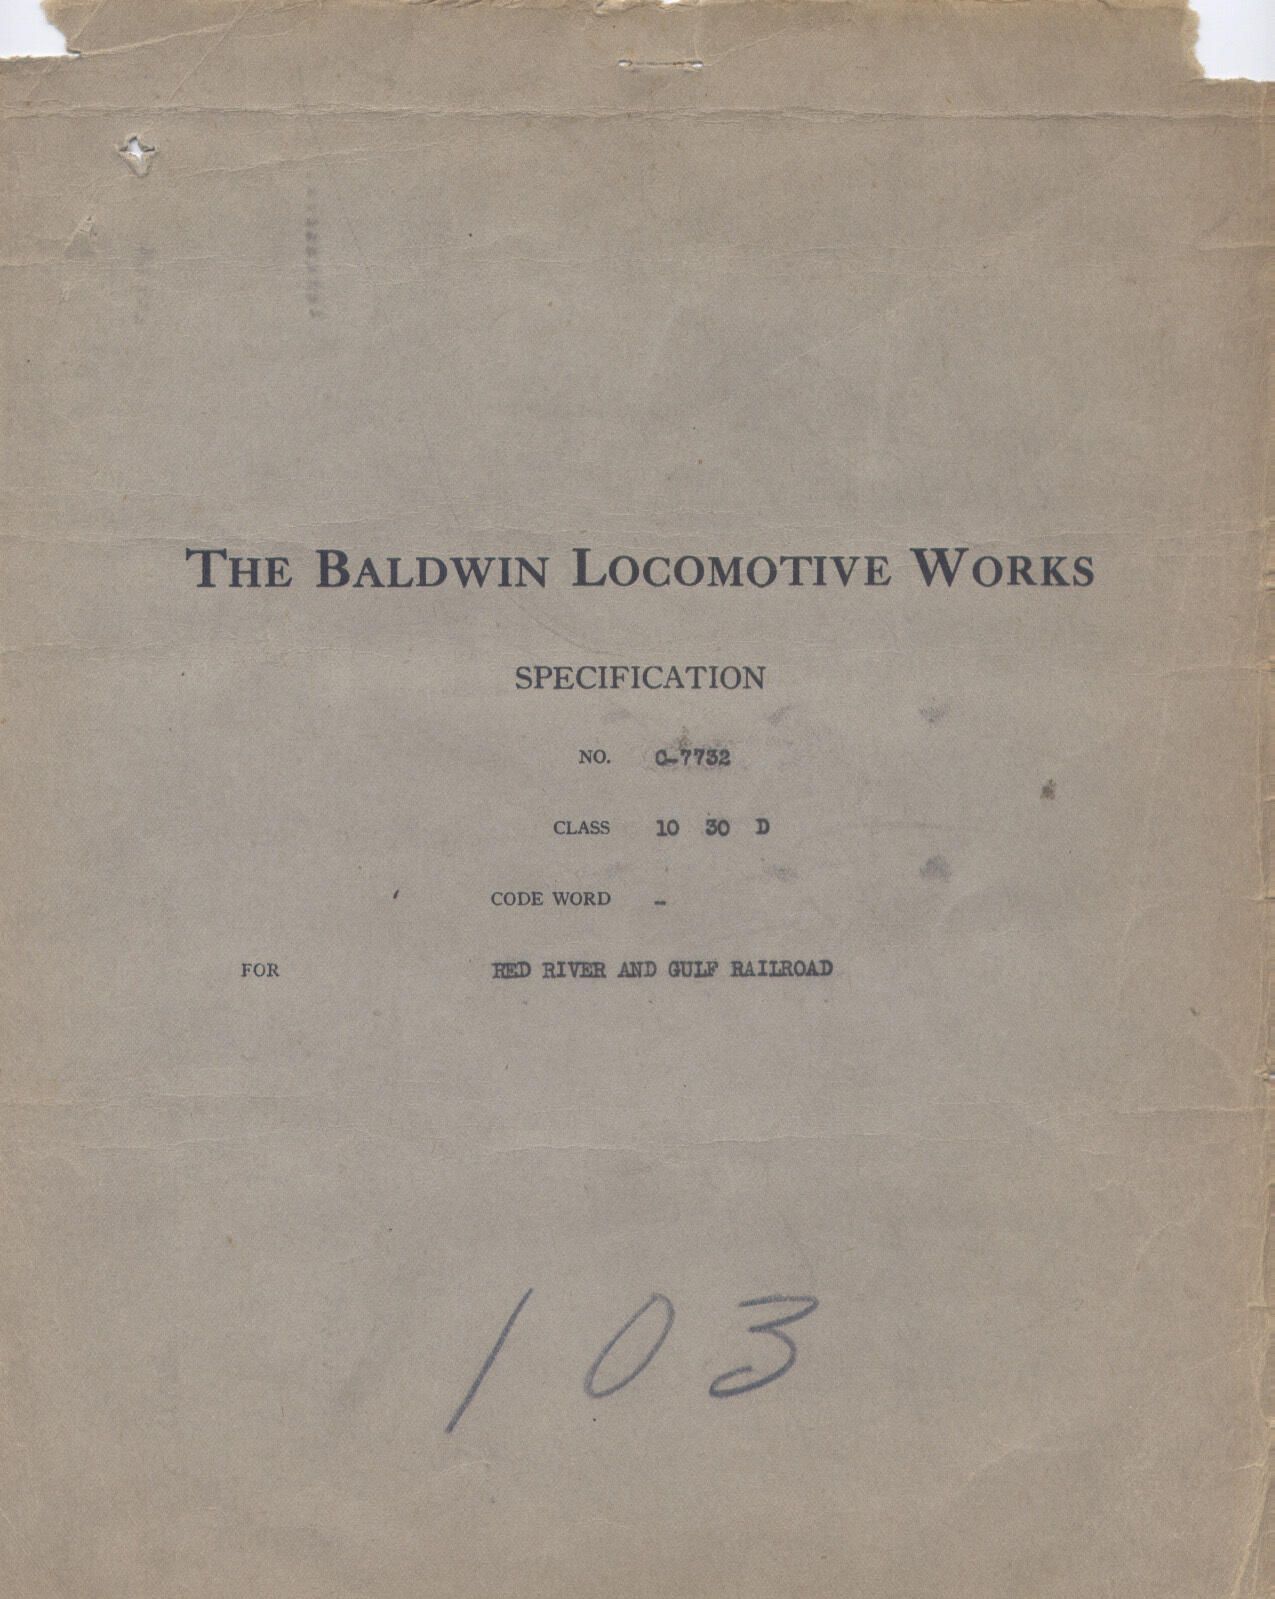 THE BALDWIN LOCOMOTIVE WORKS
SPECIFICATION
NO. C-7732
CLASS 10 30 D
CODE WORD -
FOR RED RIVER AND GULF RAILROAD
103